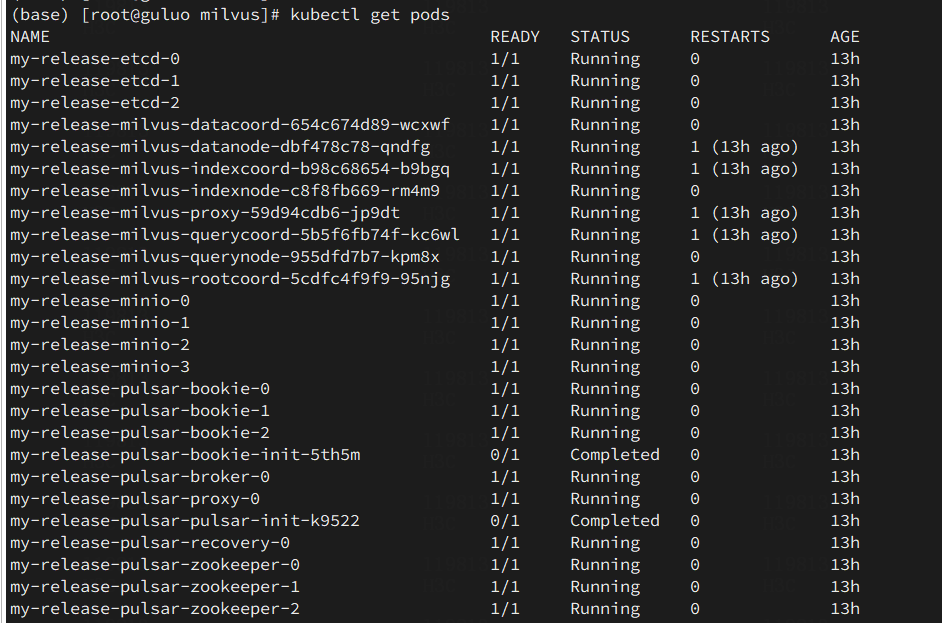 (base) [root@guluo milvus]# kubectl get pods
NAME READY STATUS RESTARTS AGE
my-release-etcd-0 1/1 Running 0 13h
my-release-etcd-1 1/1 Running 0 13h
my-release-etcd-2 1/1 Running 0 13h
my-release-milvus-datacoord-654c674d89-wcxwf 1/1 Running 0 13h
my-release-milvus-datanode-dbf478c78-qndfg 1/1 Running 1 (13h ago) 13h
my-release-milvus-indexcoord-b98c68654-b9bgq 1/1 Running 1 (13h ago) 13h
my-release-milvus-indexnode-c8f8fb669-rm4m9 1/1 Running 0 13h
my-release-milvus-proxy-59d94cdb6-jp9dt 1/1 Running 1 (13h ago) 13h
my-release-milvus-querycoord-5b5f6fb74f-kc6wl 1/1 Running 1 (13h ago) 13h
my-release-milvus-querynode-955dfd7b7-kpm8x 1/1 Running 0 13h
my-release-milvus-rootcoord-5cdfc4f9f9-95njg 1/1 Running 1 (13h ago) 13h
my-release-minio-0 1/1 Running 0 13h
my-release-minio-1 1/1 Running 0 13h
my-release-minio-2 1/1 Running 0 13h
my-release-minio-3 1/1 Running 0 13h
my-release-pulsar-bookie-0 1/1 Running 0 13h
my-release-pulsar-bookie-1 1/1 Running 0 13h
my-release-pulsar-bookie-2 1/1 Running 0 13h
my-release-pulsar-bookie-init-5th5m 0/1 Completed 0 13h
my-release-pulsar-broker-0 1/1 Running 0 13h
my-release-pulsar-proxy-0 1/1 Running 0 13h
my-release-pulsar-pulsar-init-k9522 0/1 Completed 0 13h
my-release-pulsar-recovery-0 1/1 Running 0 13h
my-release-pulsar-zookeeper-0 1/1 Running 0 13h
my-release-pulsar-zookeeper-1 1/1 Running 0 13h
my-release-pulsar-zookeeper-2 1/1 Running 0 13h